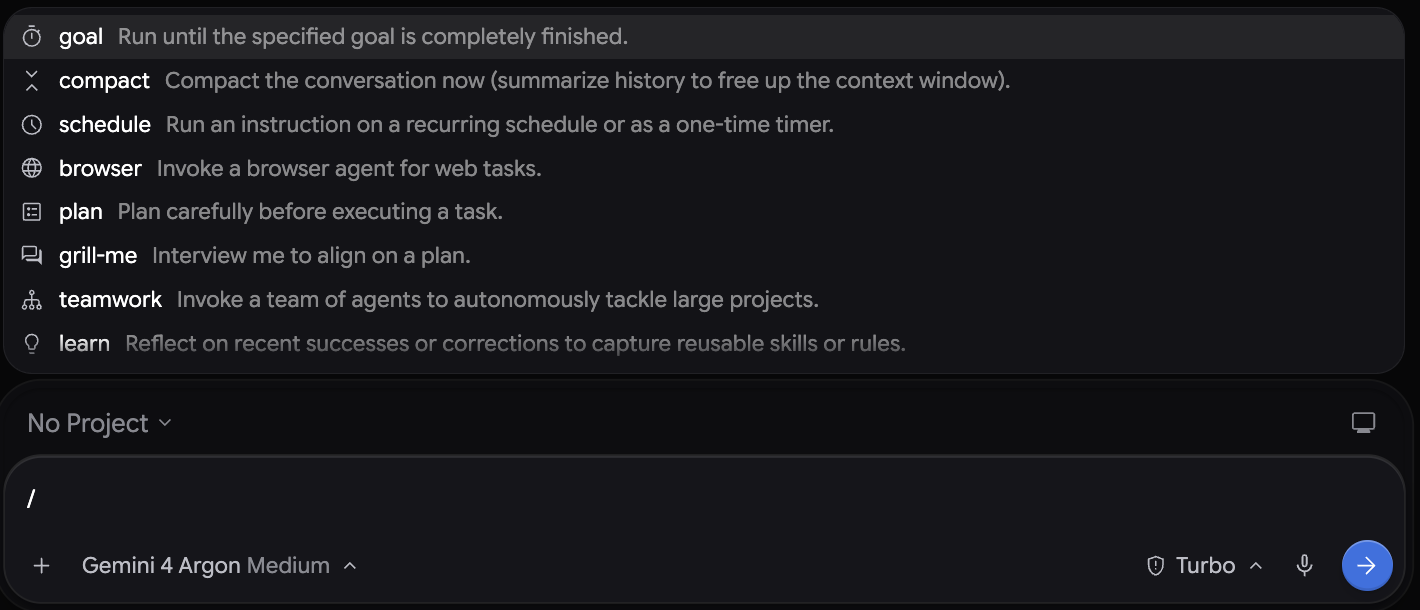 goal Run until the specified goal is completely finished.
compact Compact the conversation now (summarize history to free up the context window).
schedule Run an instruction on a recurring schedule or as a one-time timer.
browser Invoke a browser agent for web tasks.
plan Plan carefully before executing a task.
grill-me Interview me to align on a plan.
teamwork Invoke a team of agents to autonomously tackle large projects.
learn Reflect on recent successes or corrections to capture reusable skills or rules.
No Project
/
Gemini 4 Argon Medium Turbo